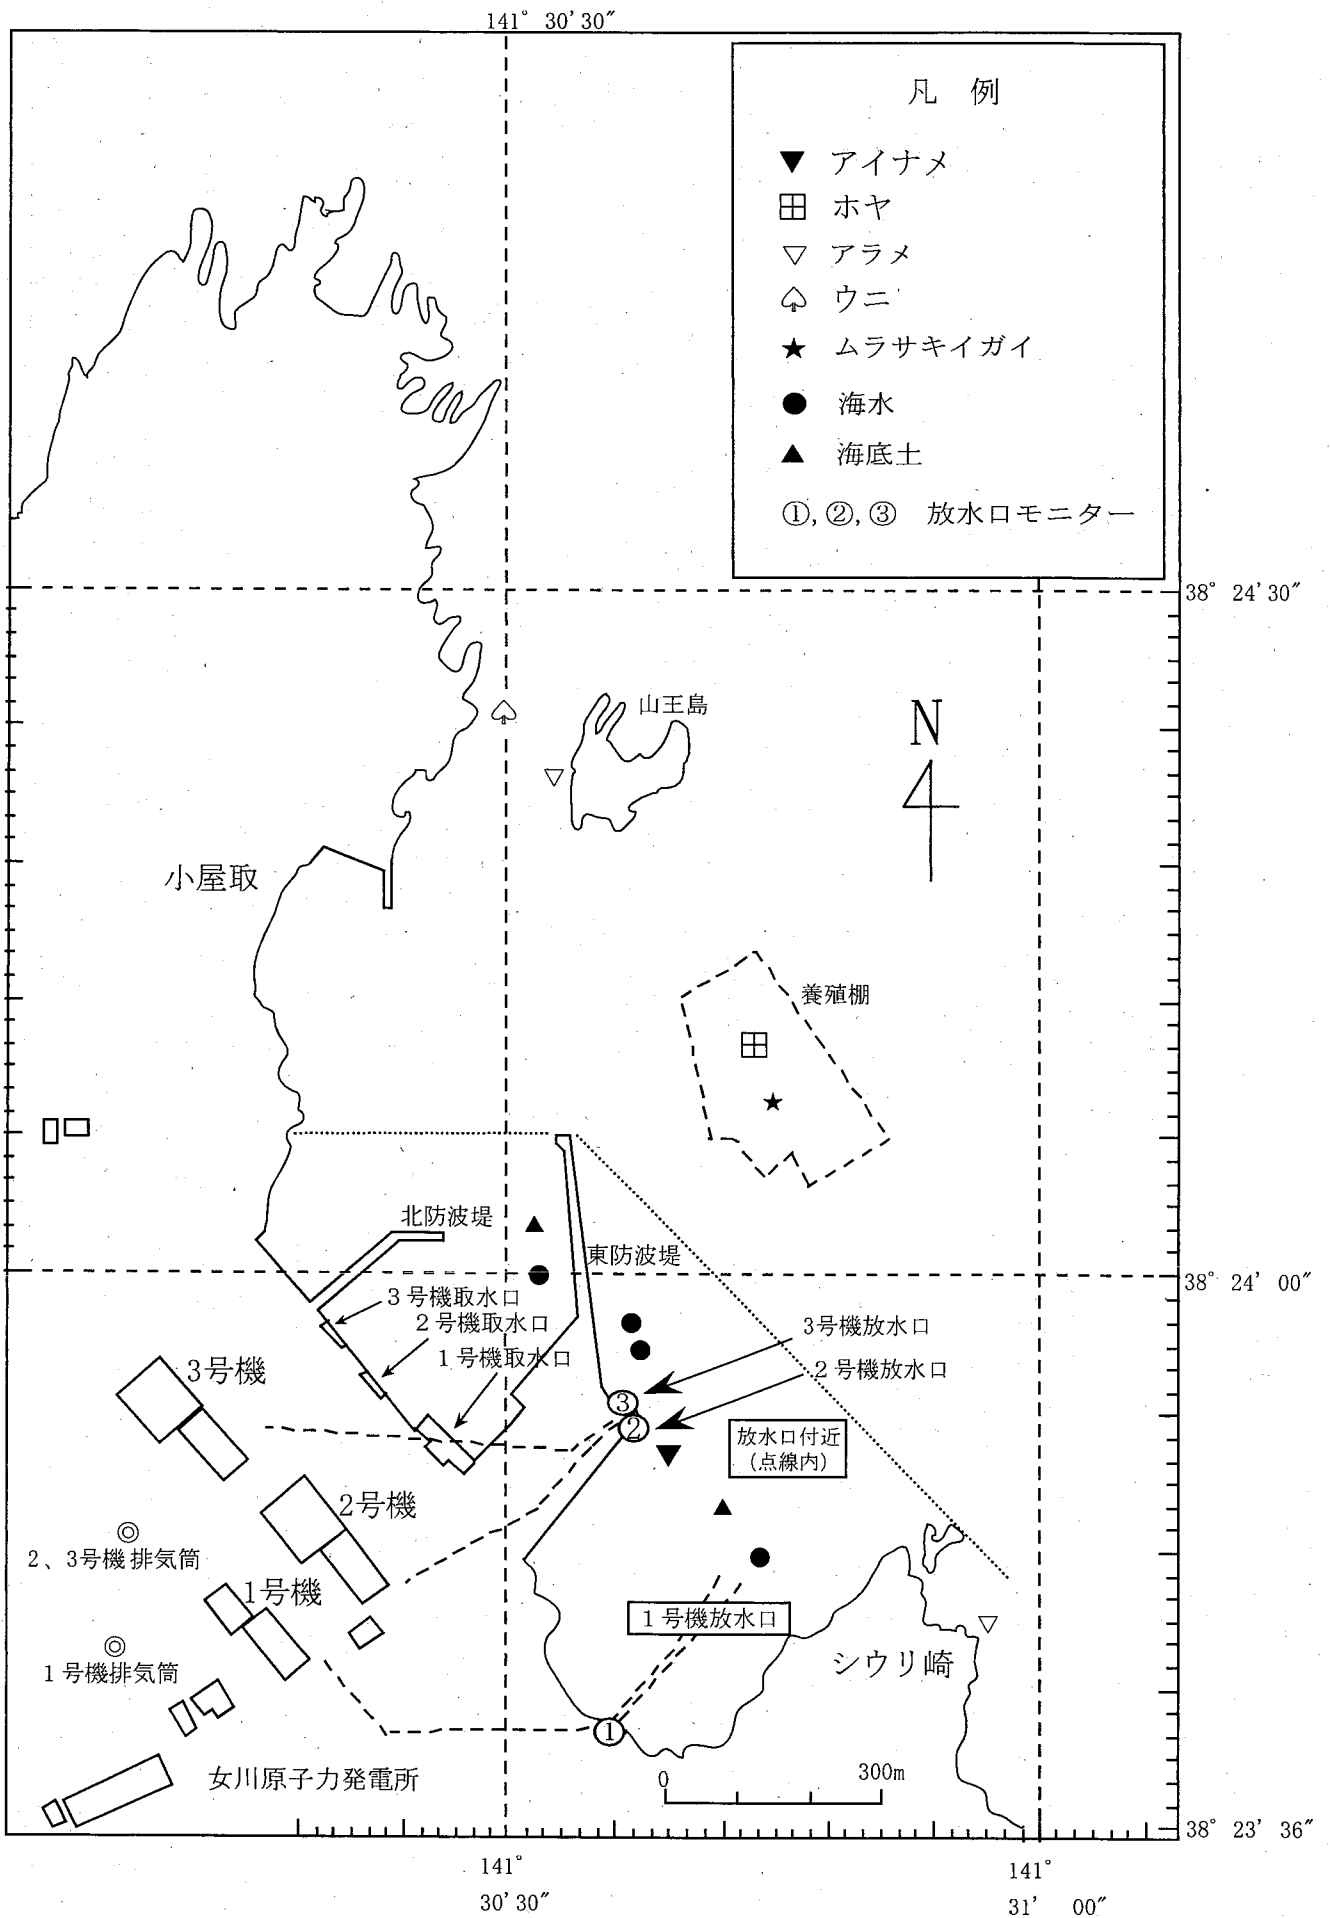 141° 30′30″
凡 例
アイナメ
ホヤ
アラメ
ウニ
ムラサキイガイ
海水
海底土
①,②,③ 放水口モニター
38° 24′30″
山王島
N
小屋取
養殖棚
北防波堤
東防波堤
38° 24′ 00″
3号機取水口
2号機取水口
1号機取水口
3号機放水口
2号機放水口
3号機
③
②
放水口付近
(点線内)
2号機
2、3号機排気筒
1号機
1号機放水口
1号機排気筒
シウリ崎
①
女川原子力発電所
0 300m
38° 23′ 36″
141°
30′30″
141°
31′ 00″